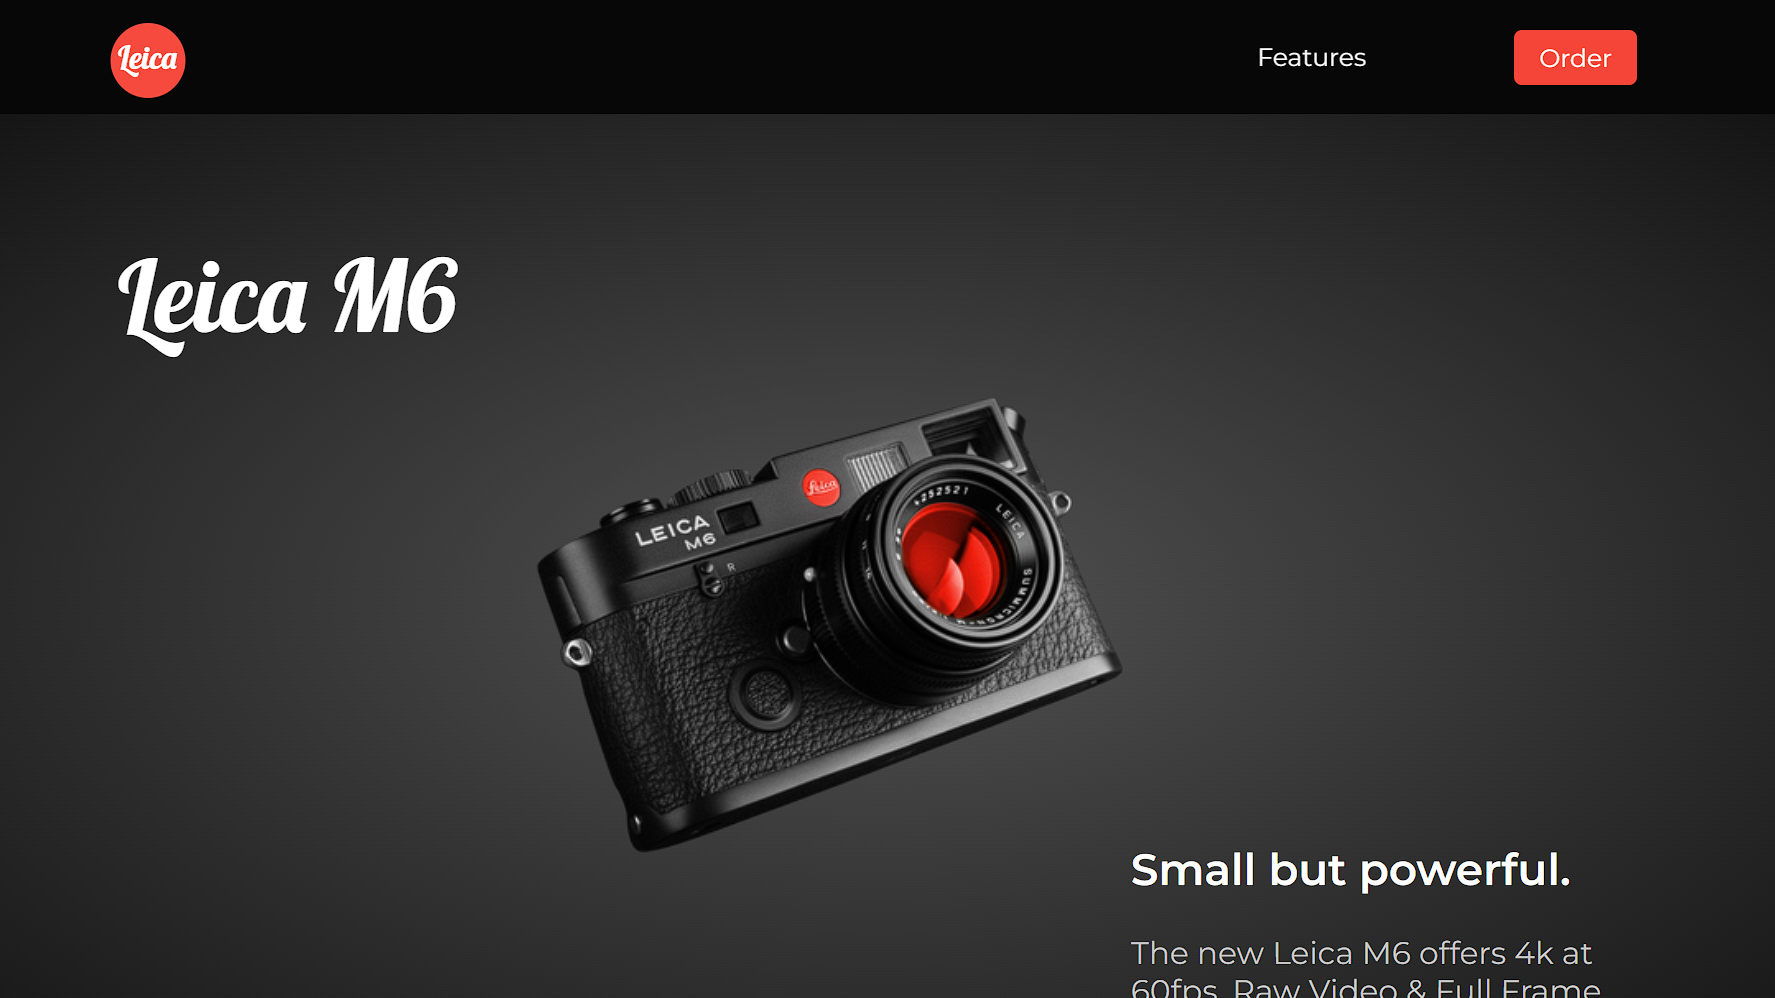 Leica
Features
Order
Leica M6
Leica
LEICA
M6
R
4252521
LEICA
SUMMICRON-M
Small but powerful.
The new Leica M6 offers 4k at
60fps, Raw Video & Full Frame